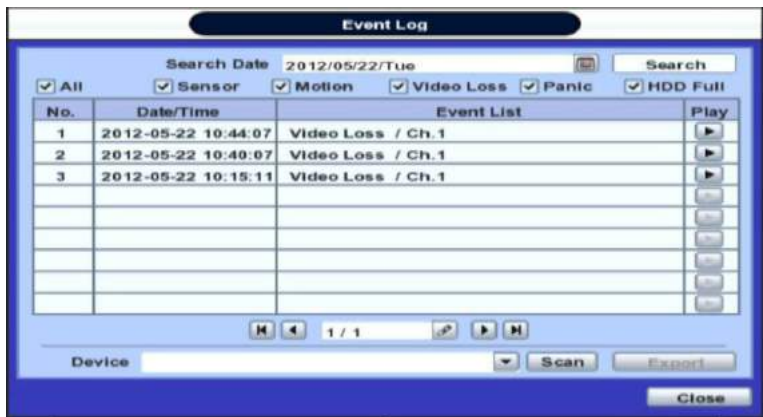 Event Log
Search Date 2012/05/22/Tue Search
All Sensor Motion Video Loss Panic HDD Full
No. Date/Time Event List Play
1 2012-05-22 10:44:07 Video Loss / Ch.1
2 2012-05-22 10:40:07 Video Loss / Ch.1
3 2012-05-22 10:15:11 Video Loss / Ch.1
1 / 1
Device Scan Export
Close